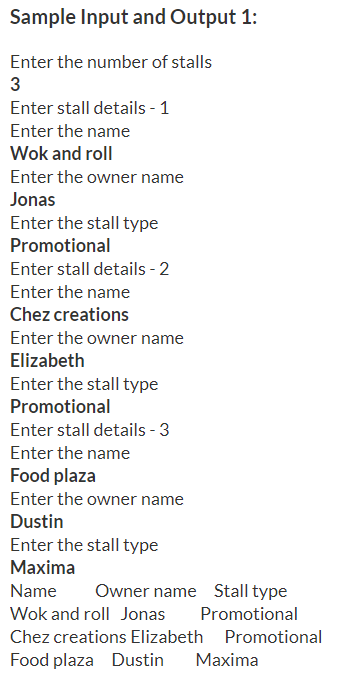 Sample Input and Output 1:
Enter the number of stalls
3
Enter stall details - 1
Enter the name
Wok and roll
Enter the owner name
Jonas
Enter the stall type
Promotional
Enter stall details - 2
Enter the name
Chez creations
Enter the owner name
Elizabeth
Enter the stall type
Promotional
Enter stall details - 3
Enter the name
Food plaza
Enter the owner name
Dustin
Enter the stall type
Maxima
Name Owner name Stall type
Wok and roll Jonas Promotional
Chez creations Elizabeth Promotional
Food plaza Dustin Maxima